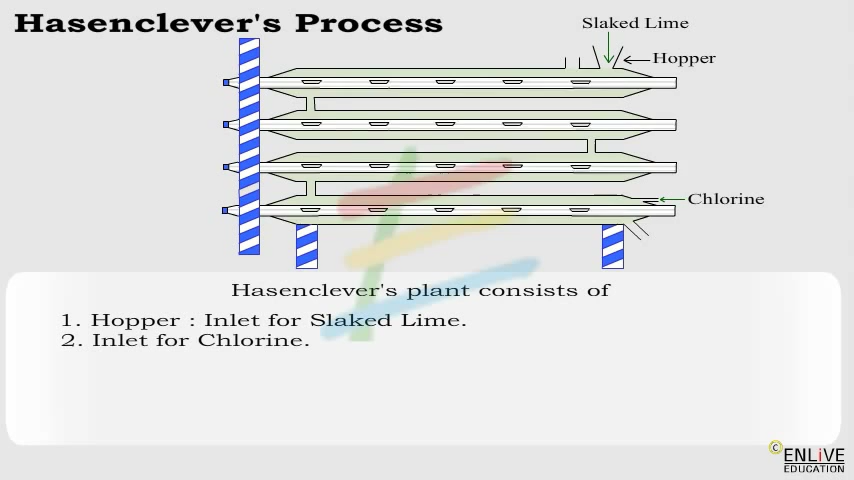 Hasenclever's Process
Slaked Lime
Hopper
Chlorine
Hasenclever's plant consists of
1. Hopper : Inlet for Slaked Lime.
2. Inlet for Chlorine.
© ENLiVE
EDUCATION